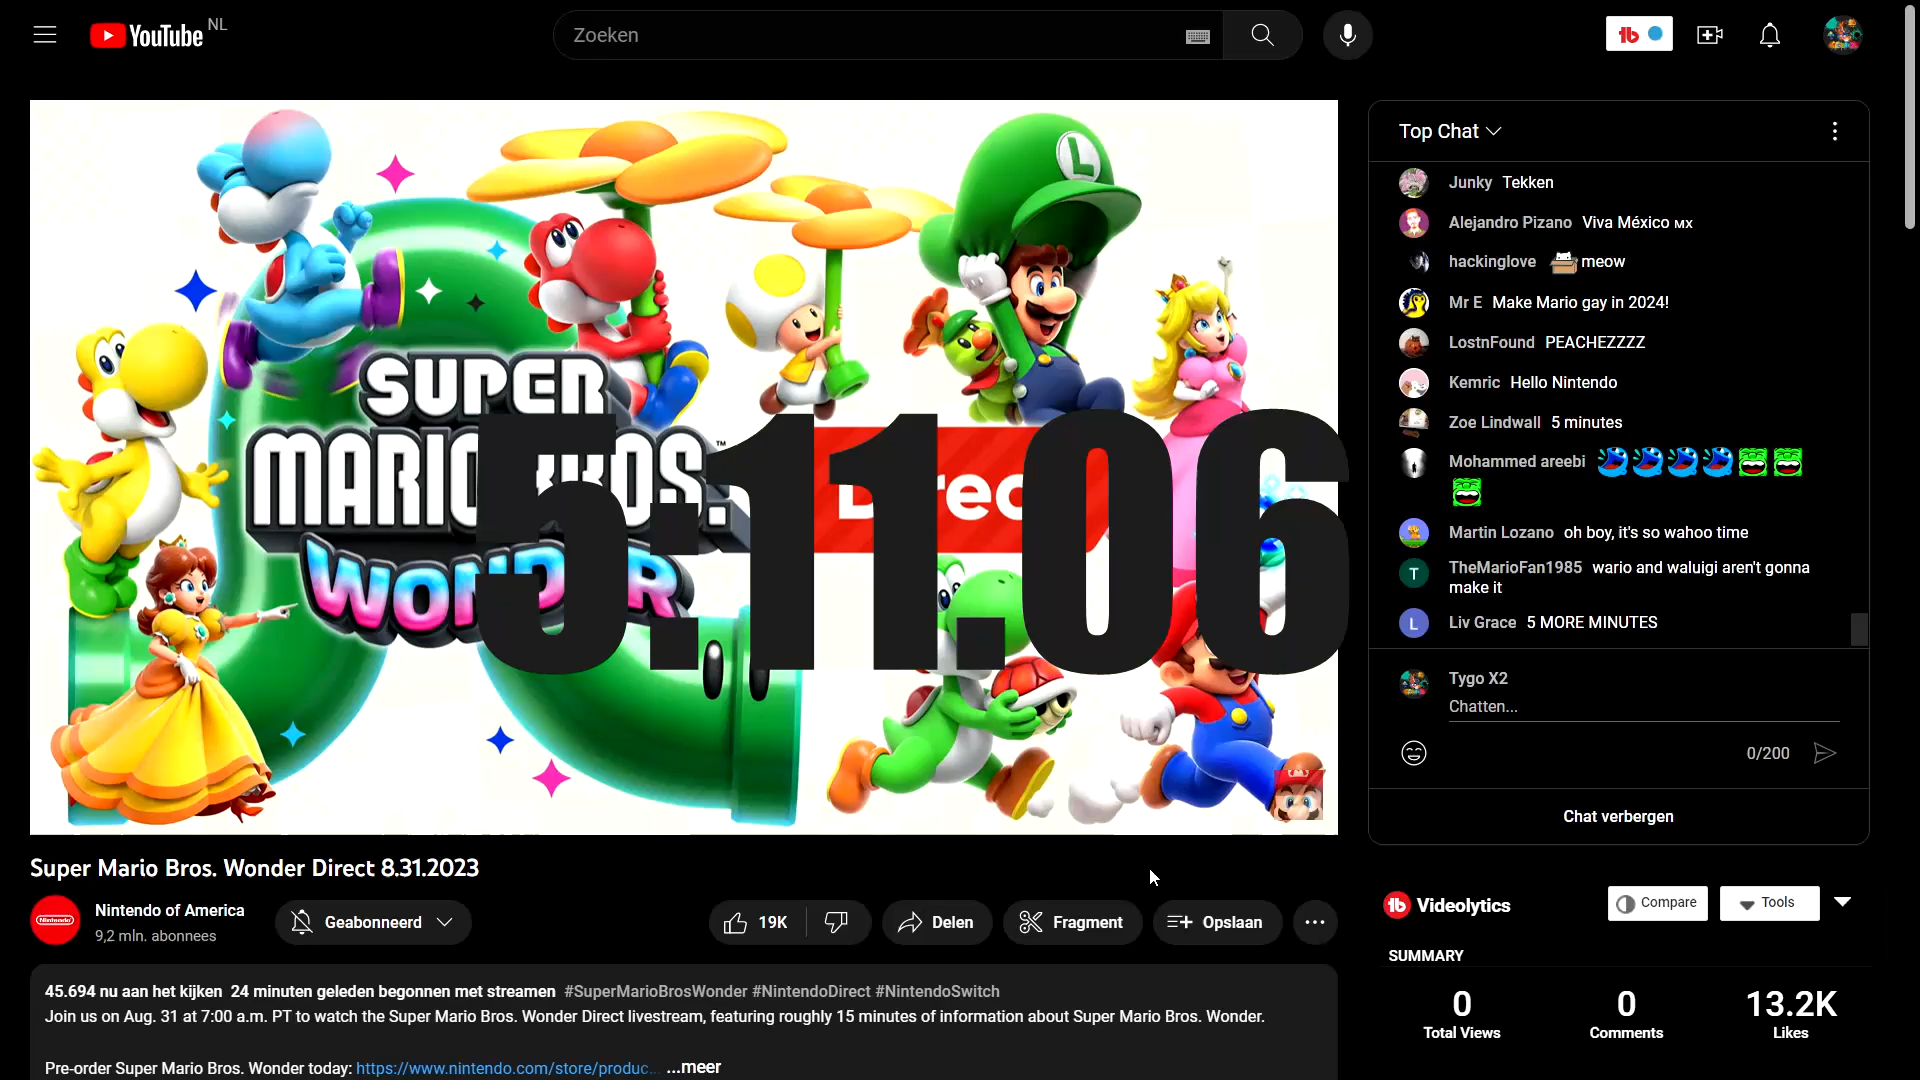 YouTube NL
Zoeken
Top Chat
Junky Tekken
Alejandro Pizano Viva México MX
hackinglove meow
Mr E Make Mario gay in 2024!
LostnFound PEACHEZZZZ
Kemric Hello Nintendo
Zoe Lindwall 5 minutes
Mohammed areebi
Martin Lozano oh boy, it's so wahoo time
T
TheMarioFan1985 wario and waluigi aren't gonna
make it
L
Liv Grace 5 MORE MINUTES
Tygo X2
Chatten...
0/200
Chat verbergen
L
SUPER
MARIO BROS.™
WONDER
Direct
5:11.06
Super Mario Bros. Wonder Direct 8.31.2023
Nintendo
Nintendo of America
9,2 mln. abonnees
Geabonneerd
19K
Delen
Fragment
Opslaan
45.694 nu aan het kijken 24 minuten geleden begonnen met streamen #SuperMarioBrosWonder #NintendoDirect #NintendoSwitch
Join us on Aug. 31 at 7:00 a.m. PT to watch the Super Mario Bros. Wonder Direct livestream, featuring roughly 15 minutes of information about Super Mario Bros. Wonder.
Pre-order Super Mario Bros. Wonder today: https://www.nintendo.com/store/produc... ...meer
Videolytics
Compare
Tools
SUMMARY
0
Total Views
0
Comments
13.2K
Likes